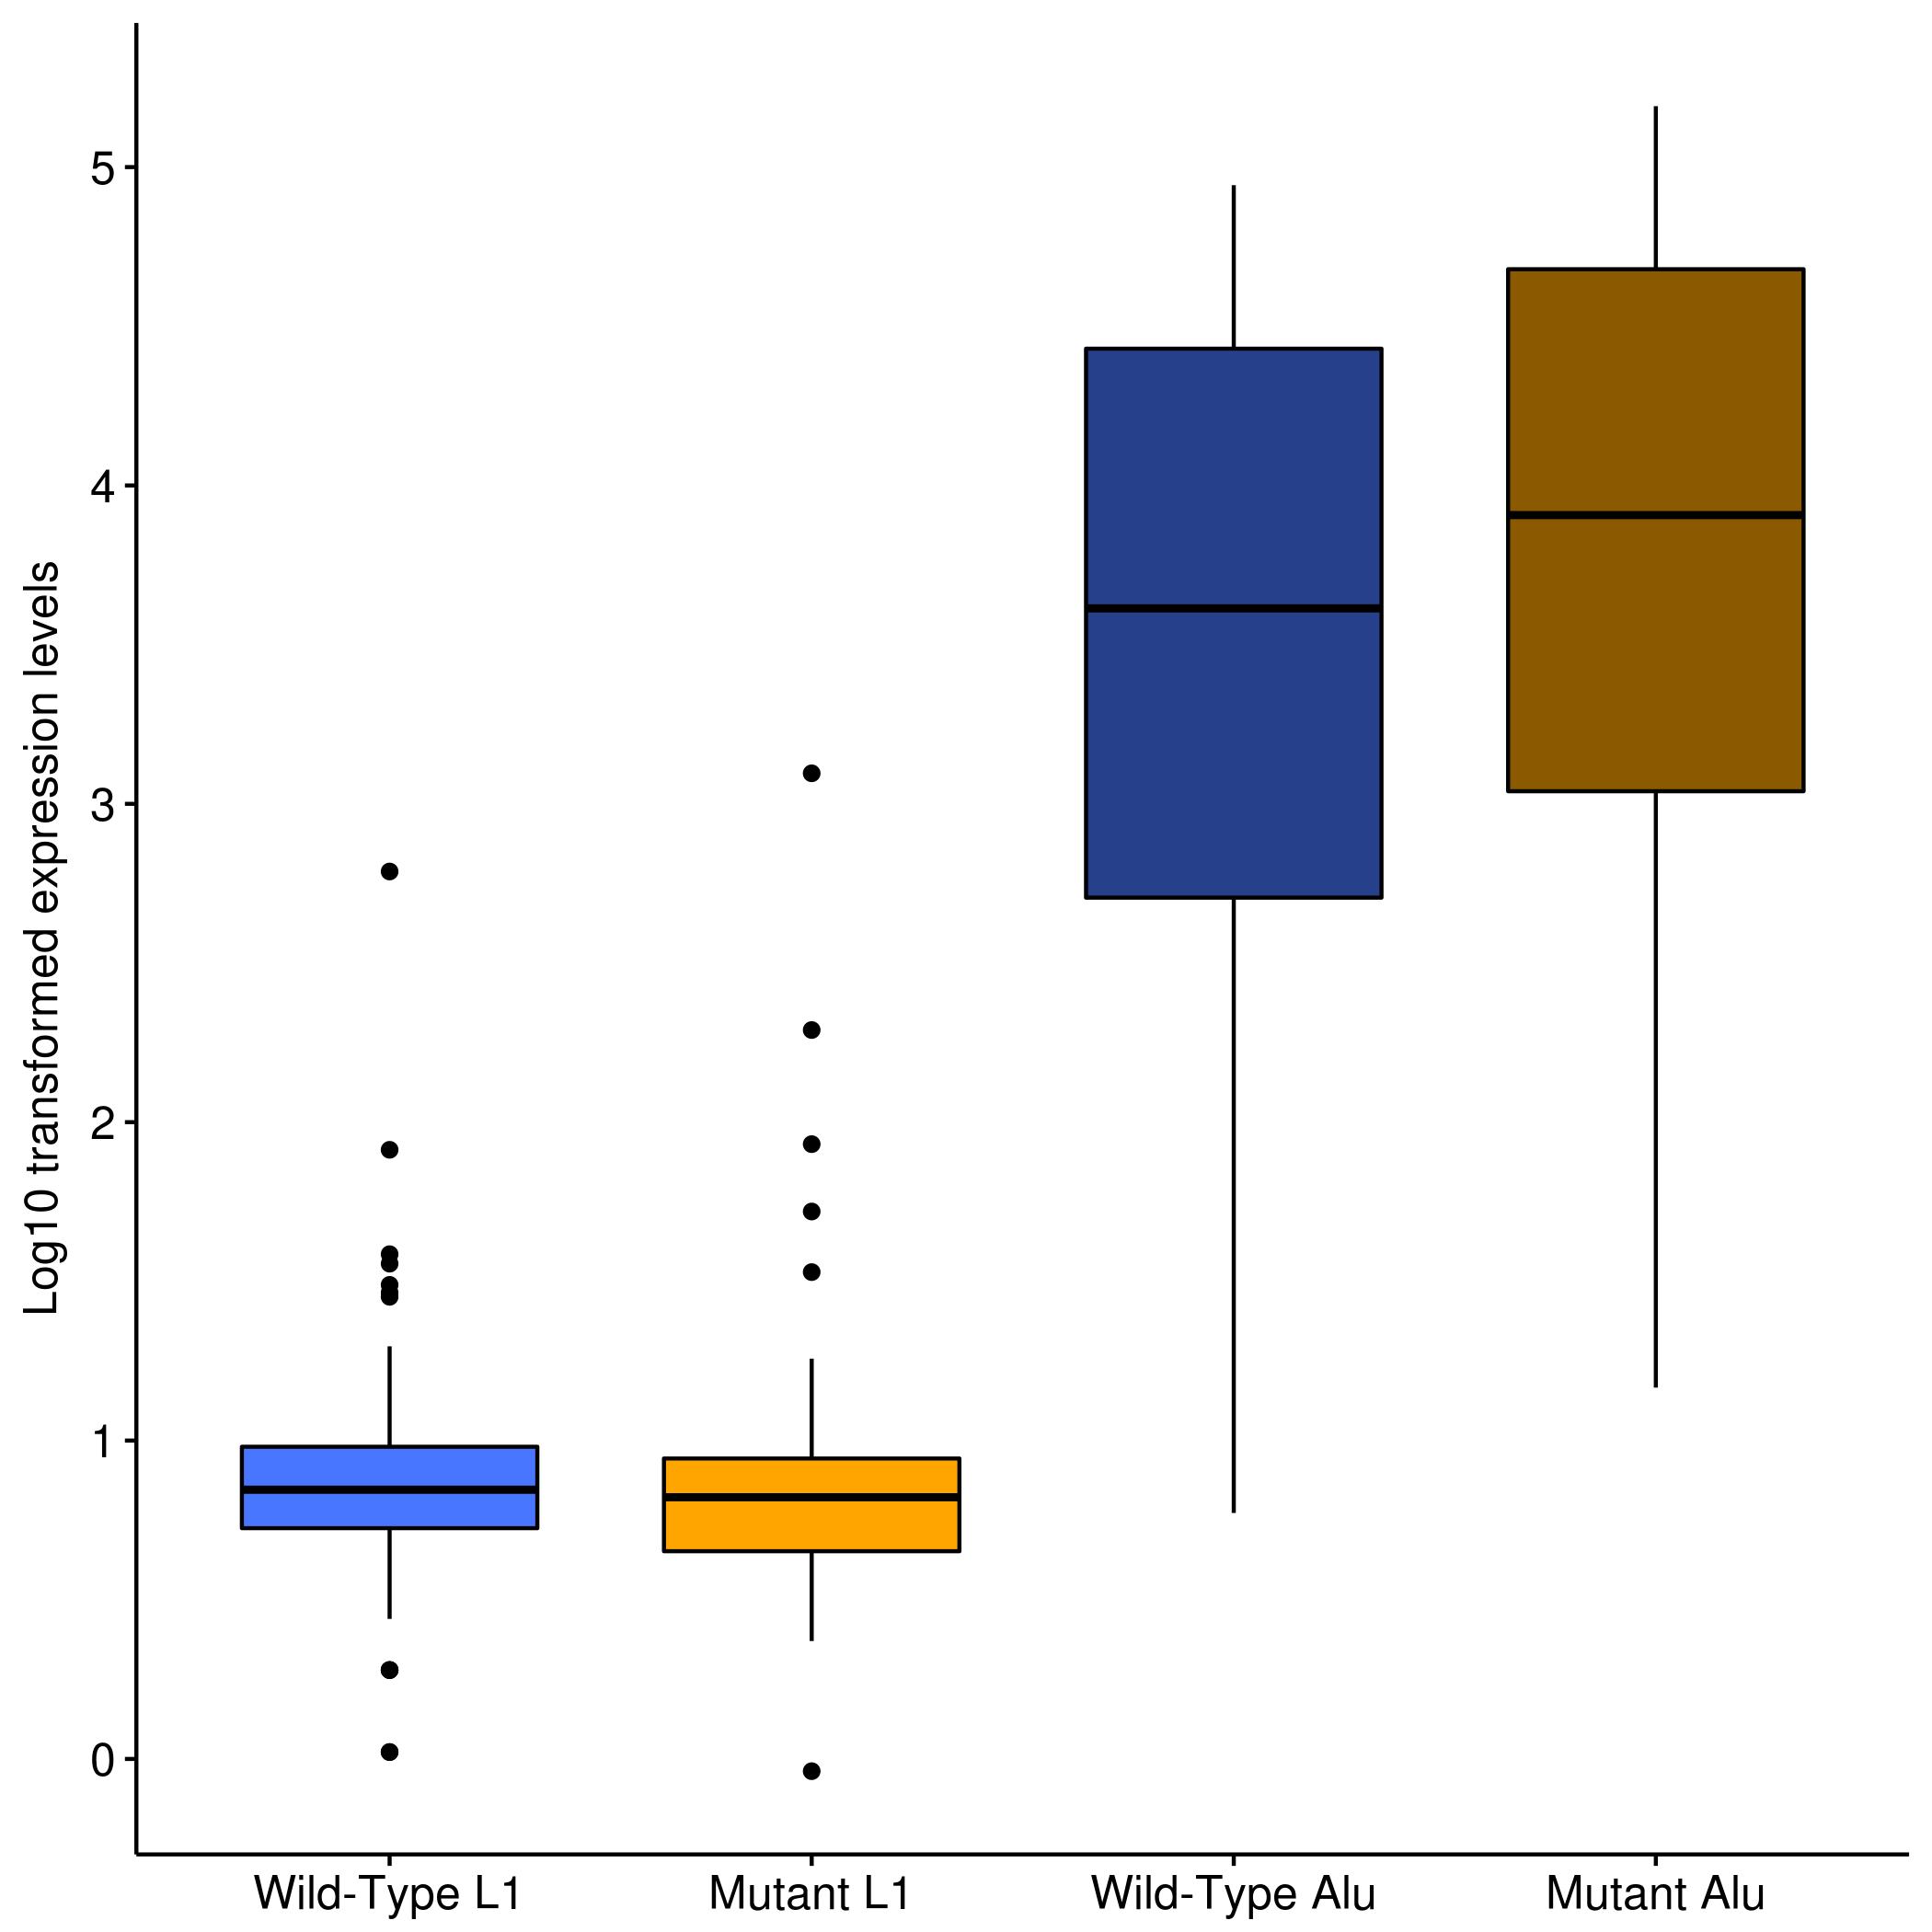 Log10 transformed expression levels
5
4
3
2
1
0
Wild-Type L1
Mutant L1
Wild-Type Alu
Mutant Alu